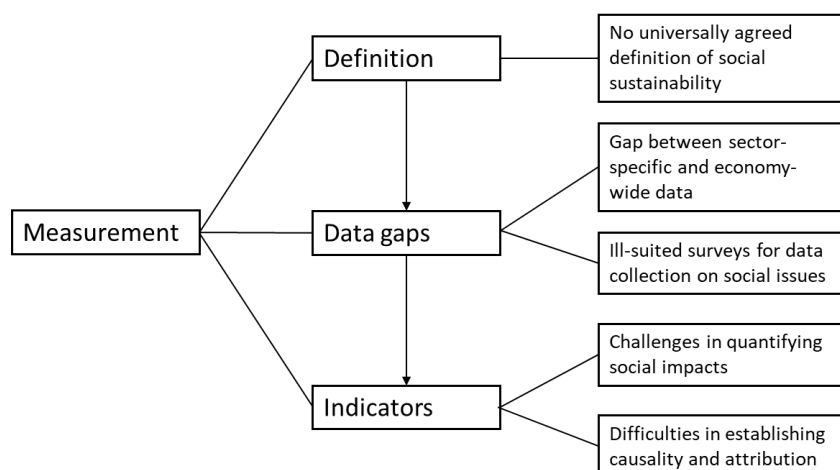 Measurement
Definition
Data gaps
Indicators
No universally agreed
definition of social
sustainability
Gap between sector-
specific and economy-
wide data
Ill-suited surveys for data
collection on social issues
Challenges in quantifying
social impacts
Difficulties in establishing
causality and attribution